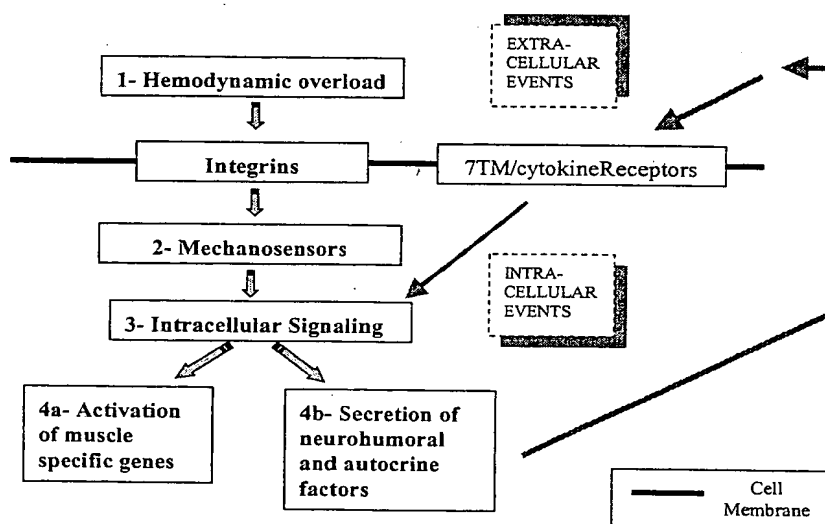 EXTRA-
CELLULAR
EVENTS
1- Hemodynamic overload
Integrins
7TM/cytokineReceptors
2- Mechanosensors
INTRA-
CELLULAR
EVENTS
3- Intracellular Signaling
4a- Activation
of muscle
specific genes
4b- Secretion of
neurohumoral
and autocrine
factors
Cell
Membrane